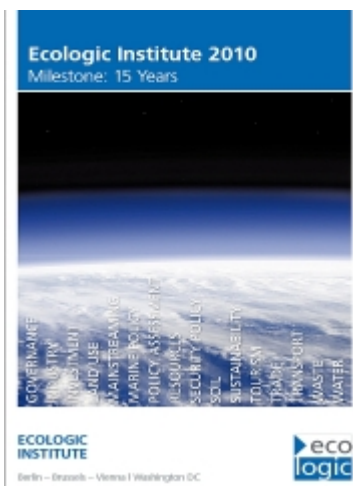 Ecologic Institute 2010
Milestone: 15 Years
GOVERNANCE
INDUSTRY
INVESTMENT
LAND USE
MAINSTREAMING
MARINE POLICY
POLICY ASSESSMENT
RESOURCES
SECURITY POLICY
SOIL
SUSTAINABILITY
TOURISM
TRADE
TRANSPORT
WASTE
WATER
ECOLOGIC
INSTITUTE
eco
logic
Berlin – Brussels – Vienna I Washington DC